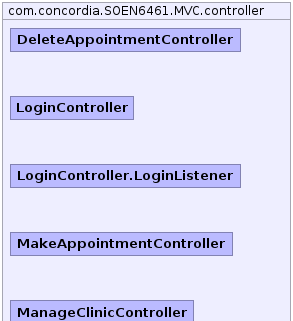 com.concordia.SOEN6461.MVC.controller
DeleteAppointmentController
LoginController
LoginController.LoginListener
MakeAppointmentController
ManageClinicController